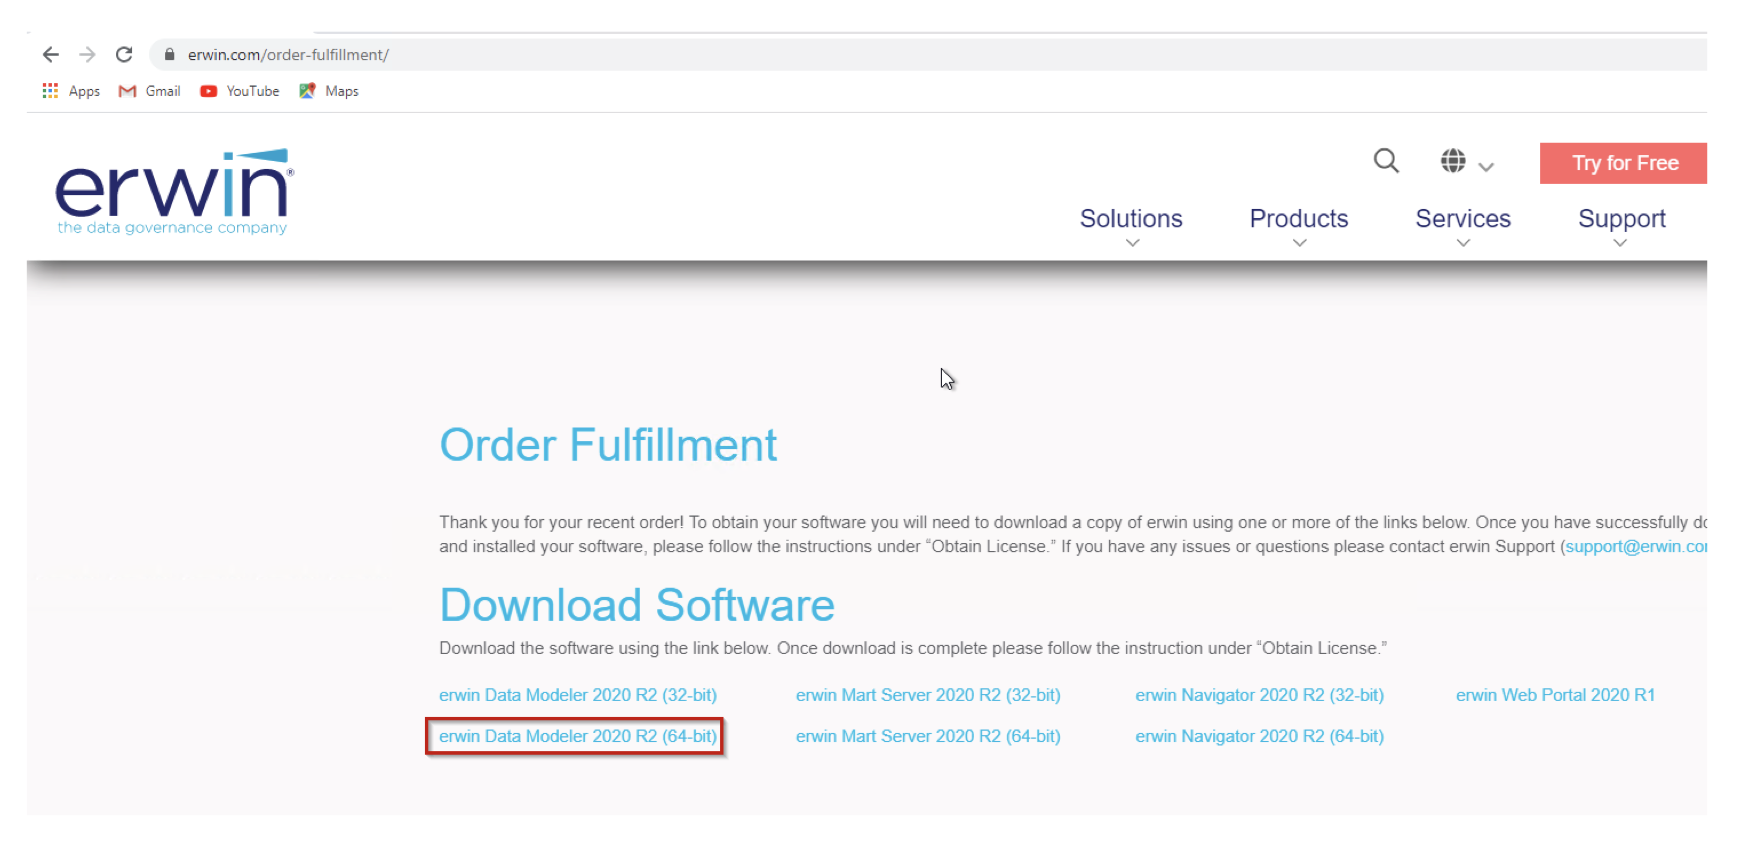 erwin.com/order-fulfillment/
Apps Gmail YouTube Maps
erwin®
the data governance company
Try for Free
Solutions Products Services Support
Order Fulfillment
Thank you for your recent order! To obtain your software you will need to download a copy of erwin using one or more of the links below. Once you have successfully
and installed your software, please follow the instructions under “Obtain License.” If you have any issues or questions please contact erwin Support (support@erwin.co
Download Software
Download the software using the link below. Once download is complete please follow the instruction under “Obtain License.”
erwin Data Modeler 2020 R2 (32-bit) erwin Mart Server 2020 R2 (32-bit) erwin Navigator 2020 R2 (32-bit) erwin Web Portal 2020 R1
erwin Data Modeler 2020 R2 (64-bit) erwin Mart Server 2020 R2 (64-bit) erwin Navigator 2020 R2 (64-bit)